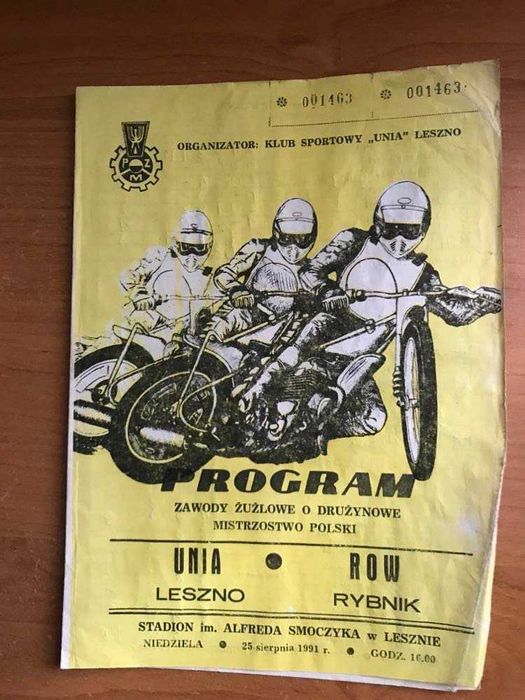 * 001463 * 001463
ORGANIZATOR: KLUB SPORTOWY „UNIA” LESZNO
PZM
PROGRAM
ZAWODY ŻUŻLOWE O DRUŻYNOWE
MISTRZOSTWO POLSKI
UNIA • ROW
LESZNO RYBNIK
STADION im. ALFREDA SMOCZYKA w LESZNIE
NIEDZIELA • 25 sierpnia 1991 r. • GODZ. 16.00